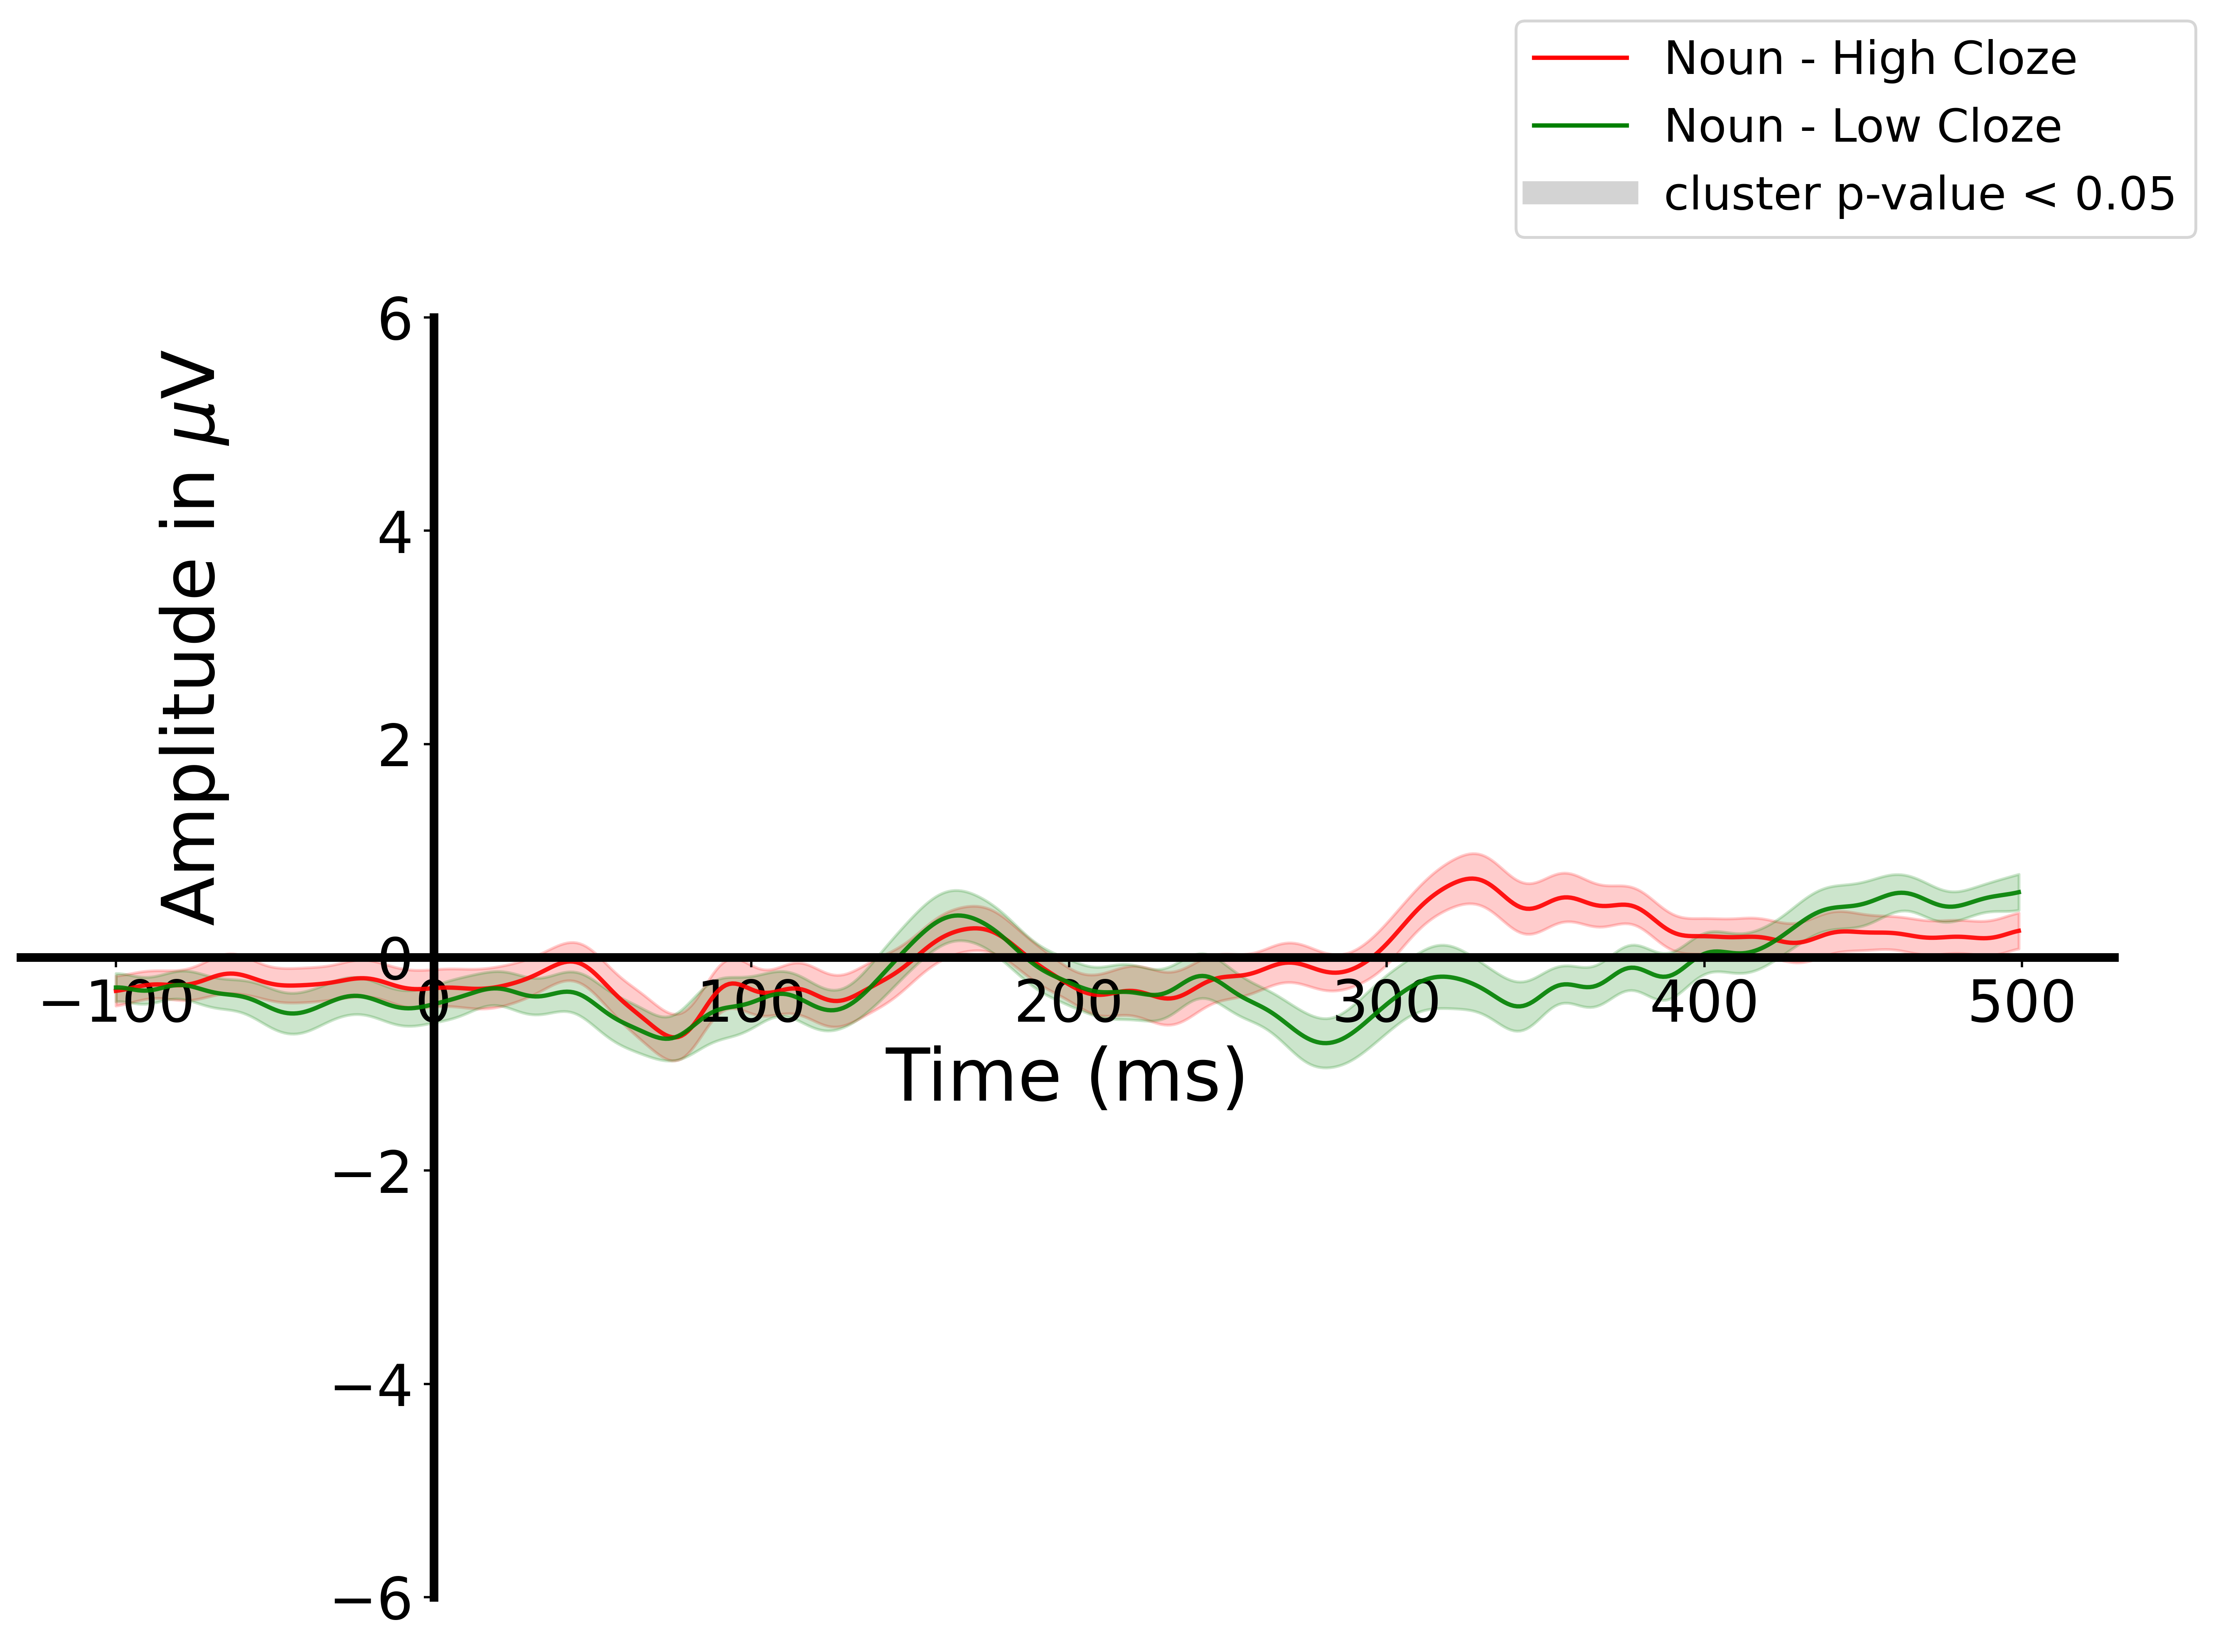 Noun - High Cloze
Noun - Low Cloze
cluster p-value < 0.05
Amplitude in µV
6
4
2
0
−2
−4
−6
−100 0 100 200 300 400 500
Time (ms)